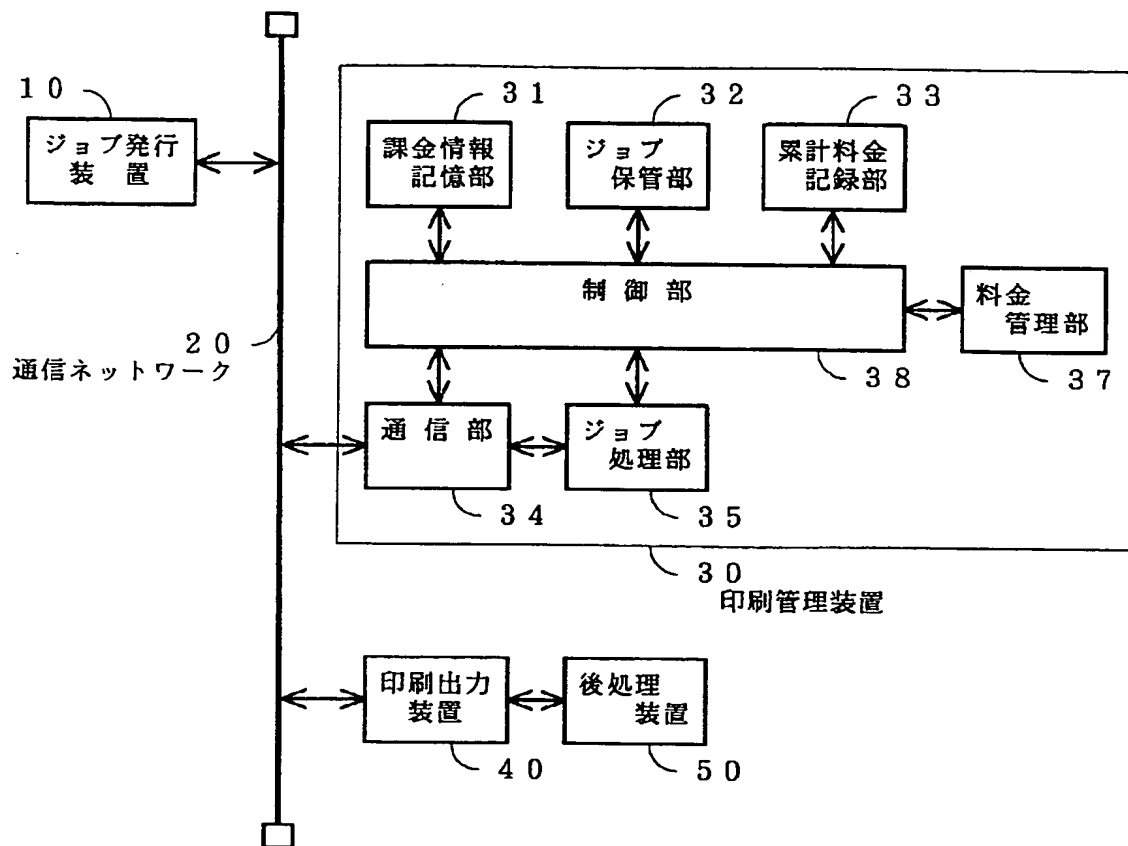 10
ジョブ発行
装置
31
課金情報
記憶部
32
ジョブ
保管部
33
累計料金
記録部
制御部
38
料金
管理部
37
20
通信ネットワーク
通信部
34
ジョブ
処理部
35
30
印刷管理装置
印刷出力
装置
40
後処理
装置
50